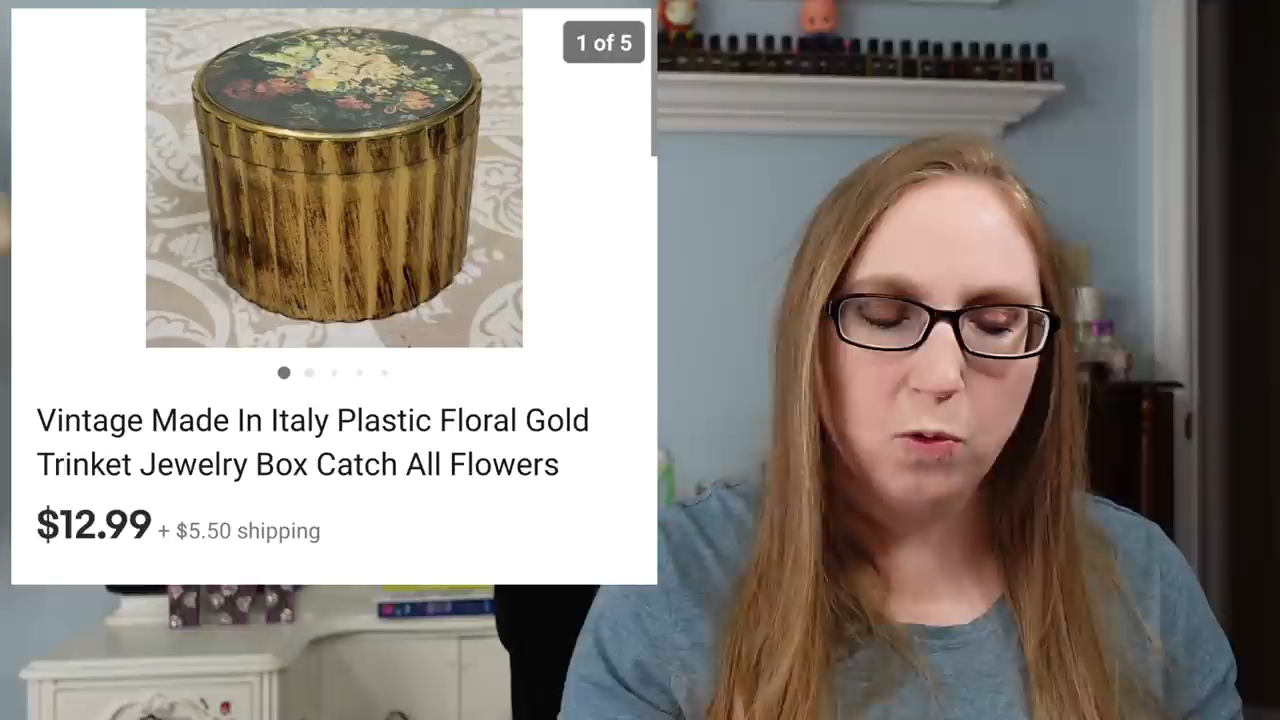 1 of 5
Vintage Made In Italy Plastic Floral Gold
Trinket Jewelry Box Catch All Flowers
$12.99 + $5.50 shipping